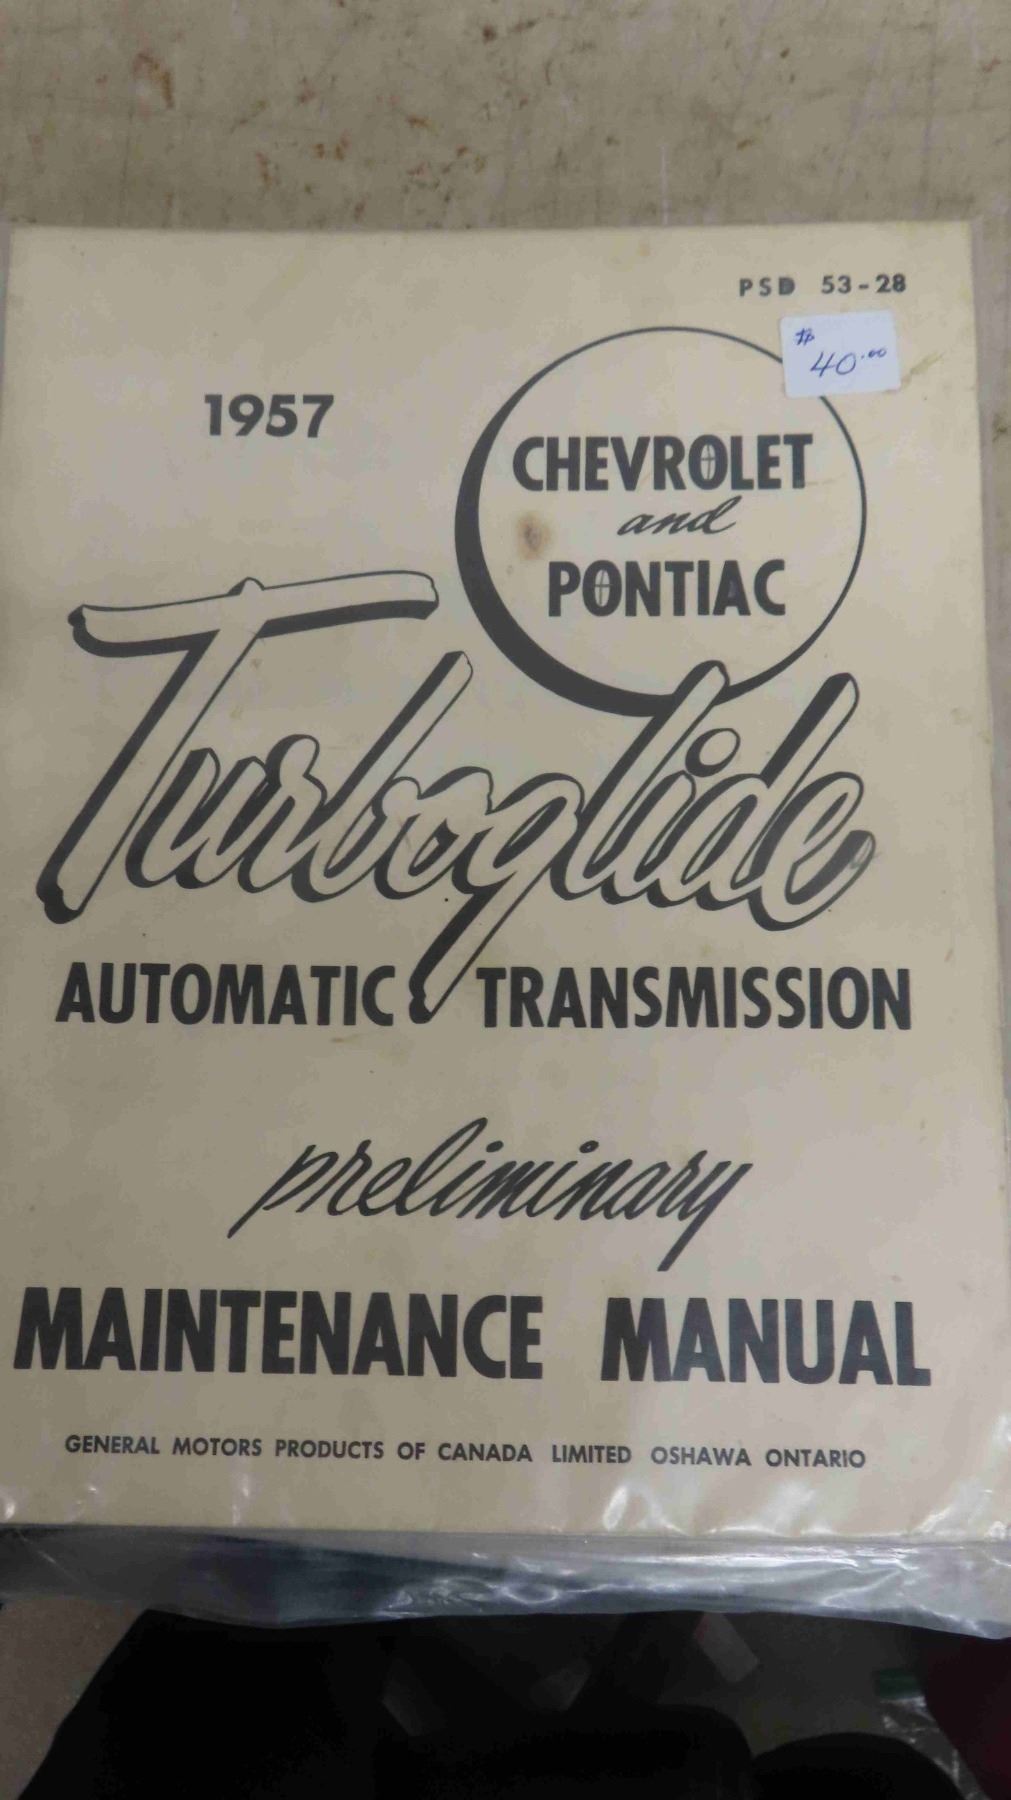 PSD 53-28
$40.00
1957
CHEVROLET
and
PONTIAC
Turboglide
AUTOMATIC TRANSMISSION
preliminary
MAINTENANCE MANUAL
GENERAL MOTORS PRODUCTS OF CANADA LIMITED OSHAWA ONTARIO